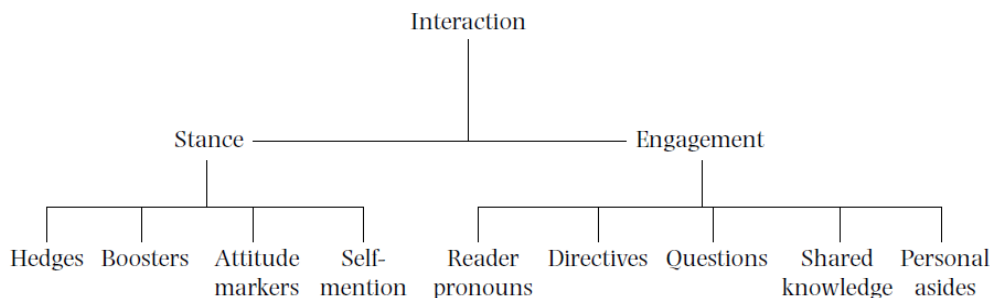 Interaction
Stance
Engagement
Hedges
Boosters
Attitude
markers
Self-
mention
Reader
pronouns
Directives
Questions
Shared
knowledge
Personal
asides